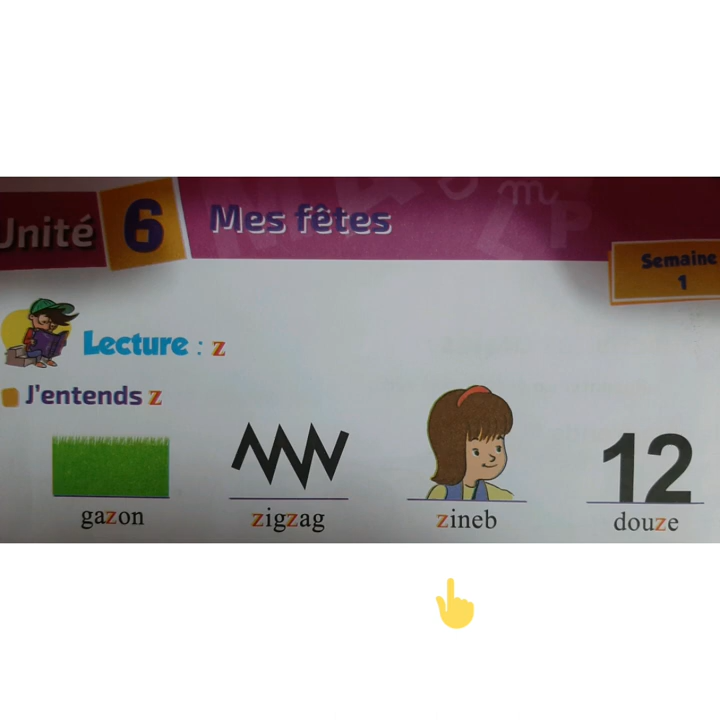 Unité 6 Mes fêtes
Semaine
1
Lecture : z
J'entends z
12
gazon zigzag zineb douze